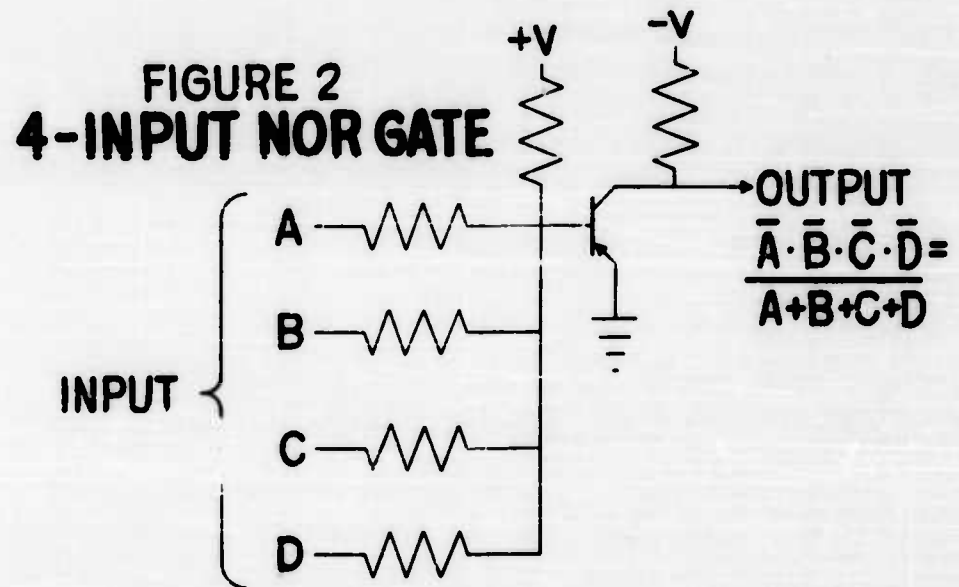 FIGURE 2
4-INPUT NOR GATE
+V
-V
INPUT
A
B
C
D
OUTPUT
A̅·B̅·C̅·D̅=
A̅+̅B̅+̅C̅+̅D̅